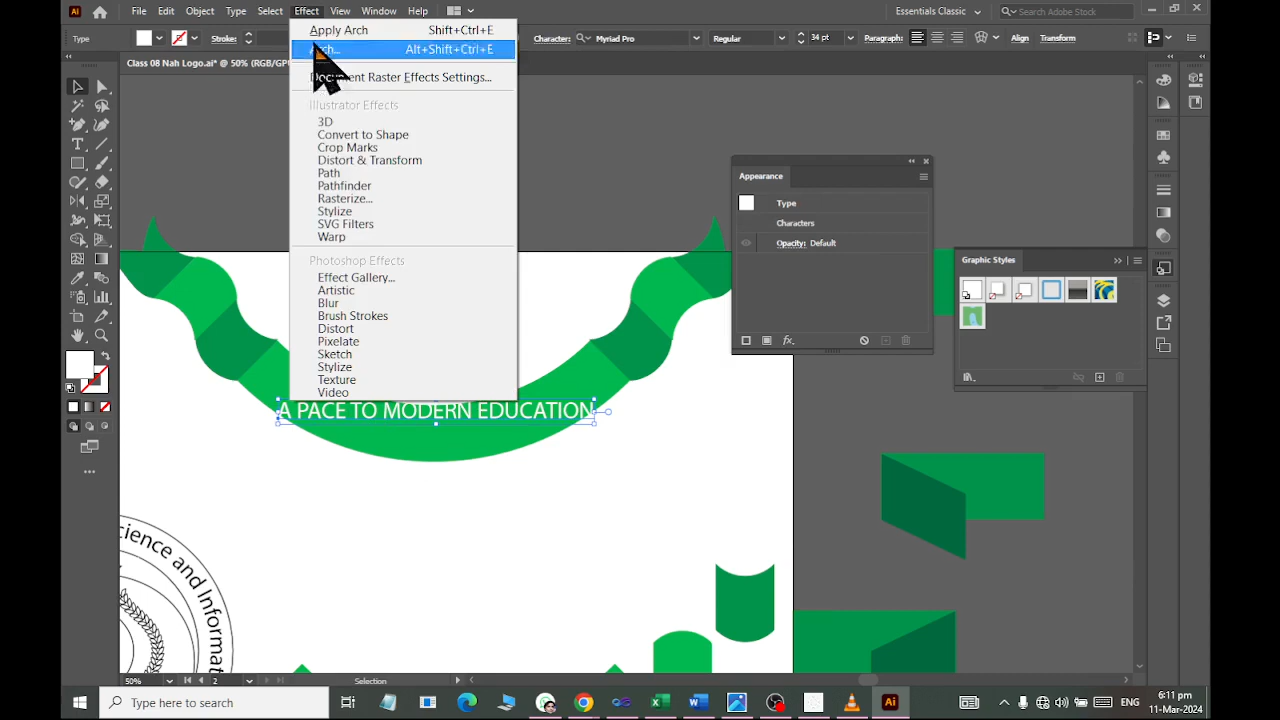 Ai File Edit Object Type Select Effect View Window Help Essentials Classic Search Adobe Stock
Type Stroke: Character: Myriad Pro Regular 34 pt Paragraph: Align Transform
Class 08 Nah Logo.ai* @ 50% (RGB/GP
Apply Arch Shift+Ctrl+E
Arch... Alt+Shift+Ctrl+E
Document Raster Effects Settings...
Illustrator Effects
3D
Convert to Shape
Crop Marks
Distort & Transform
Path
Pathfinder
Rasterize...
Stylize
SVG Filters
Warp
Photoshop Effects
Effect Gallery...
Artistic
Blur
Brush Strokes
Distort
Pixelate
Sketch
Stylize
Texture
Video
Appearance
Type
Characters
Opacity: Default
fx
Graphic Styles
A PACE TO MODERN EDUCATION
cience and Informat
50% 2 Selection
Type here to search
Ai
ENG
6:11 pm
11-Mar-2024